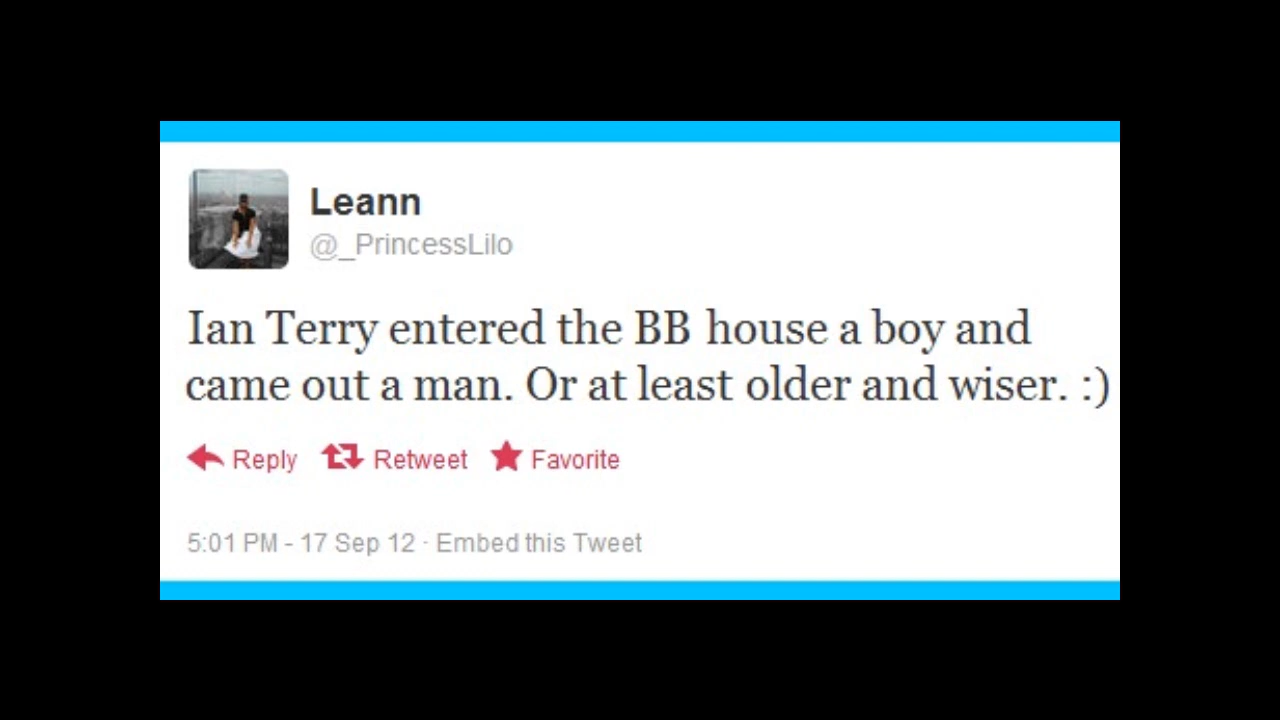 Leann
@_PrincessLilo
Ian Terry entered the BB house a boy and
came out a man. Or at least older and wiser. :)
Reply Retweet Favorite
5:01 PM - 17 Sep 12 · Embed this Tweet